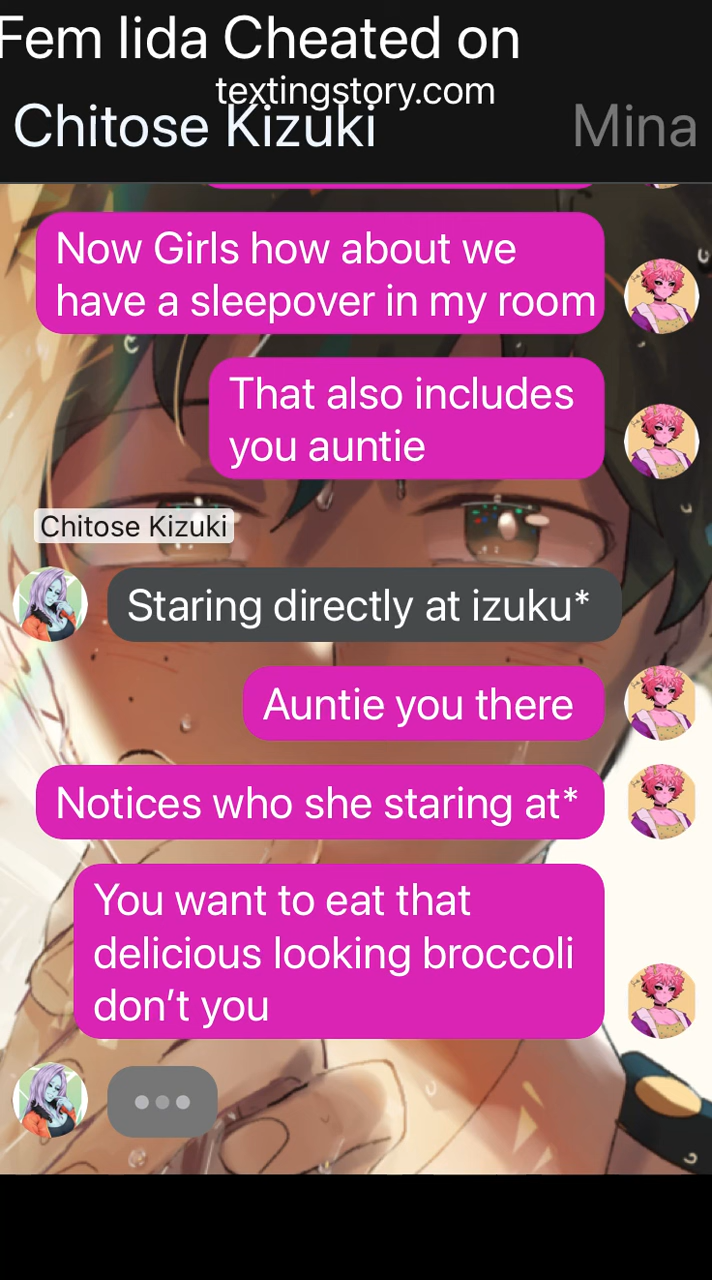 Fem Iida Cheated on
textingstory.com
Chitose Kizuki
Mina
Now Girls how about we
have a sleepover in my room
That also includes
you auntie
Chitose Kizuki
Staring directly at izuku*
Auntie you there
Notices who she staring at*
You want to eat that
delicious looking broccoli
don’t you